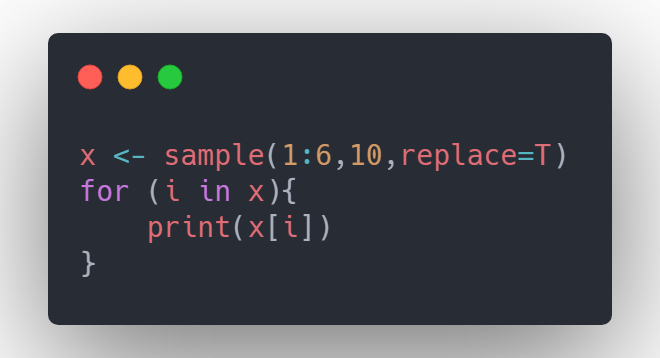 x <- sample(1:6,10,replace=T)
for (i in x){
    print(x[i])
}